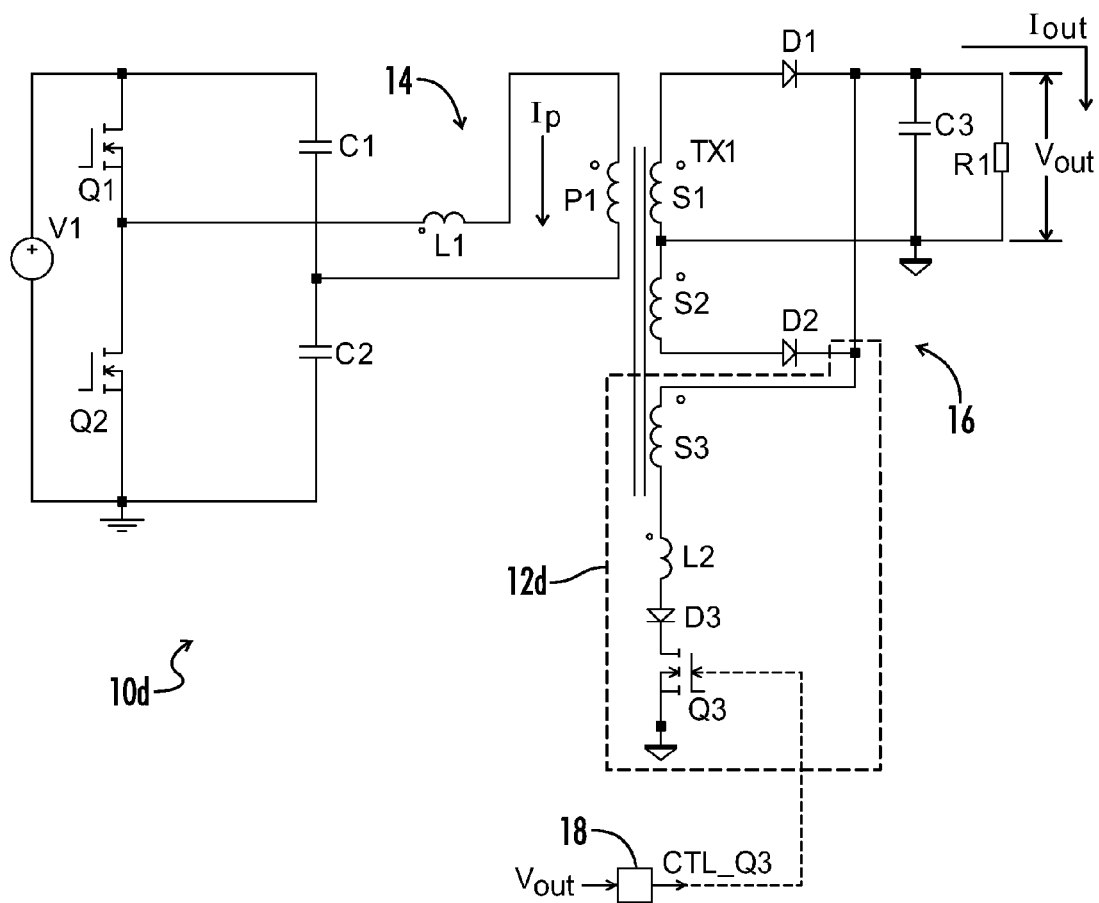 Iout
D1
14
Ip
C1
Q1
V1
L1
P1
TX1
S1
C3
R1
Vout
S2
D2
C2
Q2
16
S3
12d
L2
D3
10d
Q3
18
Vout
CTL_Q3